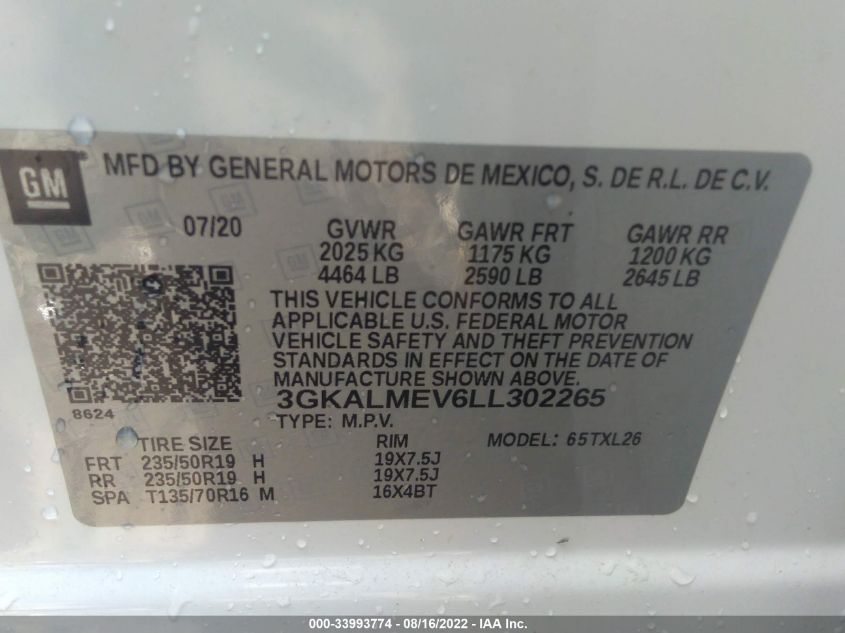 GM
MFD BY GENERAL MOTORS DE MEXICO, S. DE R.L. DE C.V.
07/20
GVWR GAWR FRT GAWR RR
2025 KG 1175 KG 1200 KG
4464 LB 2590 LB 2645 LB
THIS VEHICLE CONFORMS TO ALL
APPLICABLE U.S. FEDERAL MOTOR
VEHICLE SAFETY AND THEFT PREVENTION
STANDARDS IN EFFECT ON THE DATE OF
MANUFACTURE SHOWN ABOVE.
8624
3GKALMEV6LL302265
TYPE: M.P.V.
MODEL: 65TXL26
TIRE SIZE RIM
FRT 235/50R19 H 19X7.5J
RR 235/50R19 H 19X7.5J
SPA T135/70R16 M 16X4BT
000-33993774 - 08/16/2022 - IAA Inc.